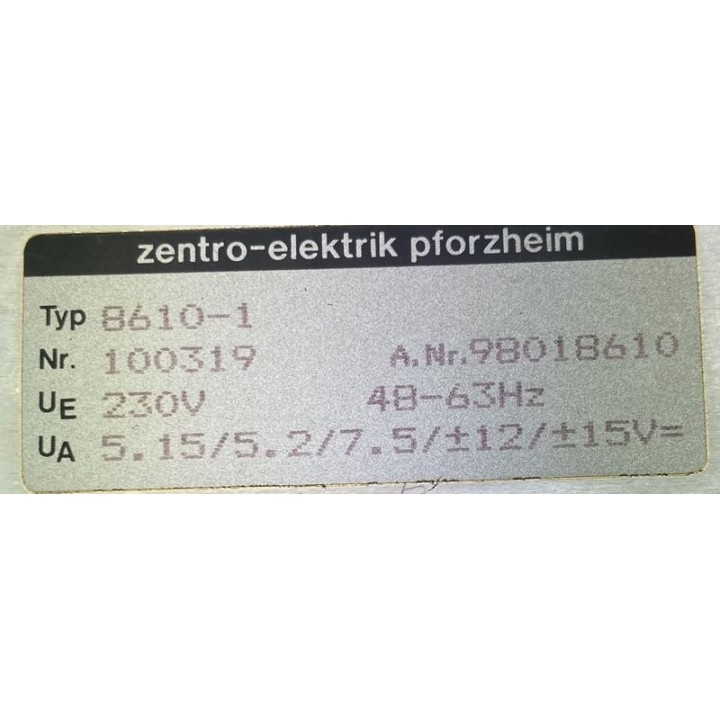 zentro-elektrik pforzheim
Typ 8610-1
Nr. 100319 A.Nr.98018610
UE 230V 48-63Hz
UA 5.15/5.2/7.5/±12/±15V=